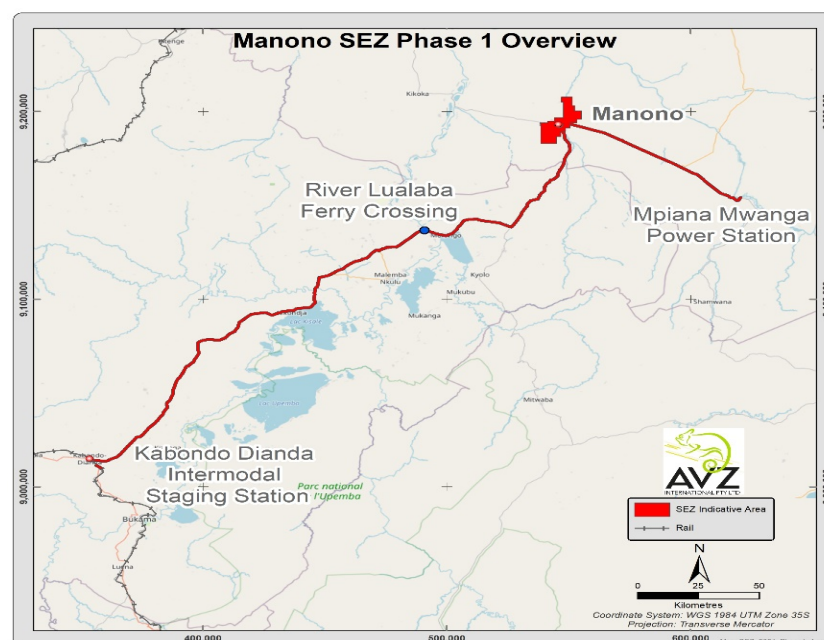 Manono SEZ Phase 1 Overview
Kikoka
9,200,000
Manono
River Lualaba
Ferry Crossing
Mpiana Mwanga
Power Station
Malemba
Nkulu
Kyolo
Mukubu
9,100,000
Shamwana
Mukanga
Mitwaba
Kabondo Dianda
Intermodal
Staging Station
Kabondo-
Dianda
Parc national
de l'Upemba
9,000,000
Bukama
AVZ
INTERNATIONAL PTY LTD
SEZ Indicative Area
Rail
N
0 25 50
Kilometres
Coordinate System: WGS 1984 UTM Zone 35S
Projection: Transverse Mercator
400,000 500,000 600,000